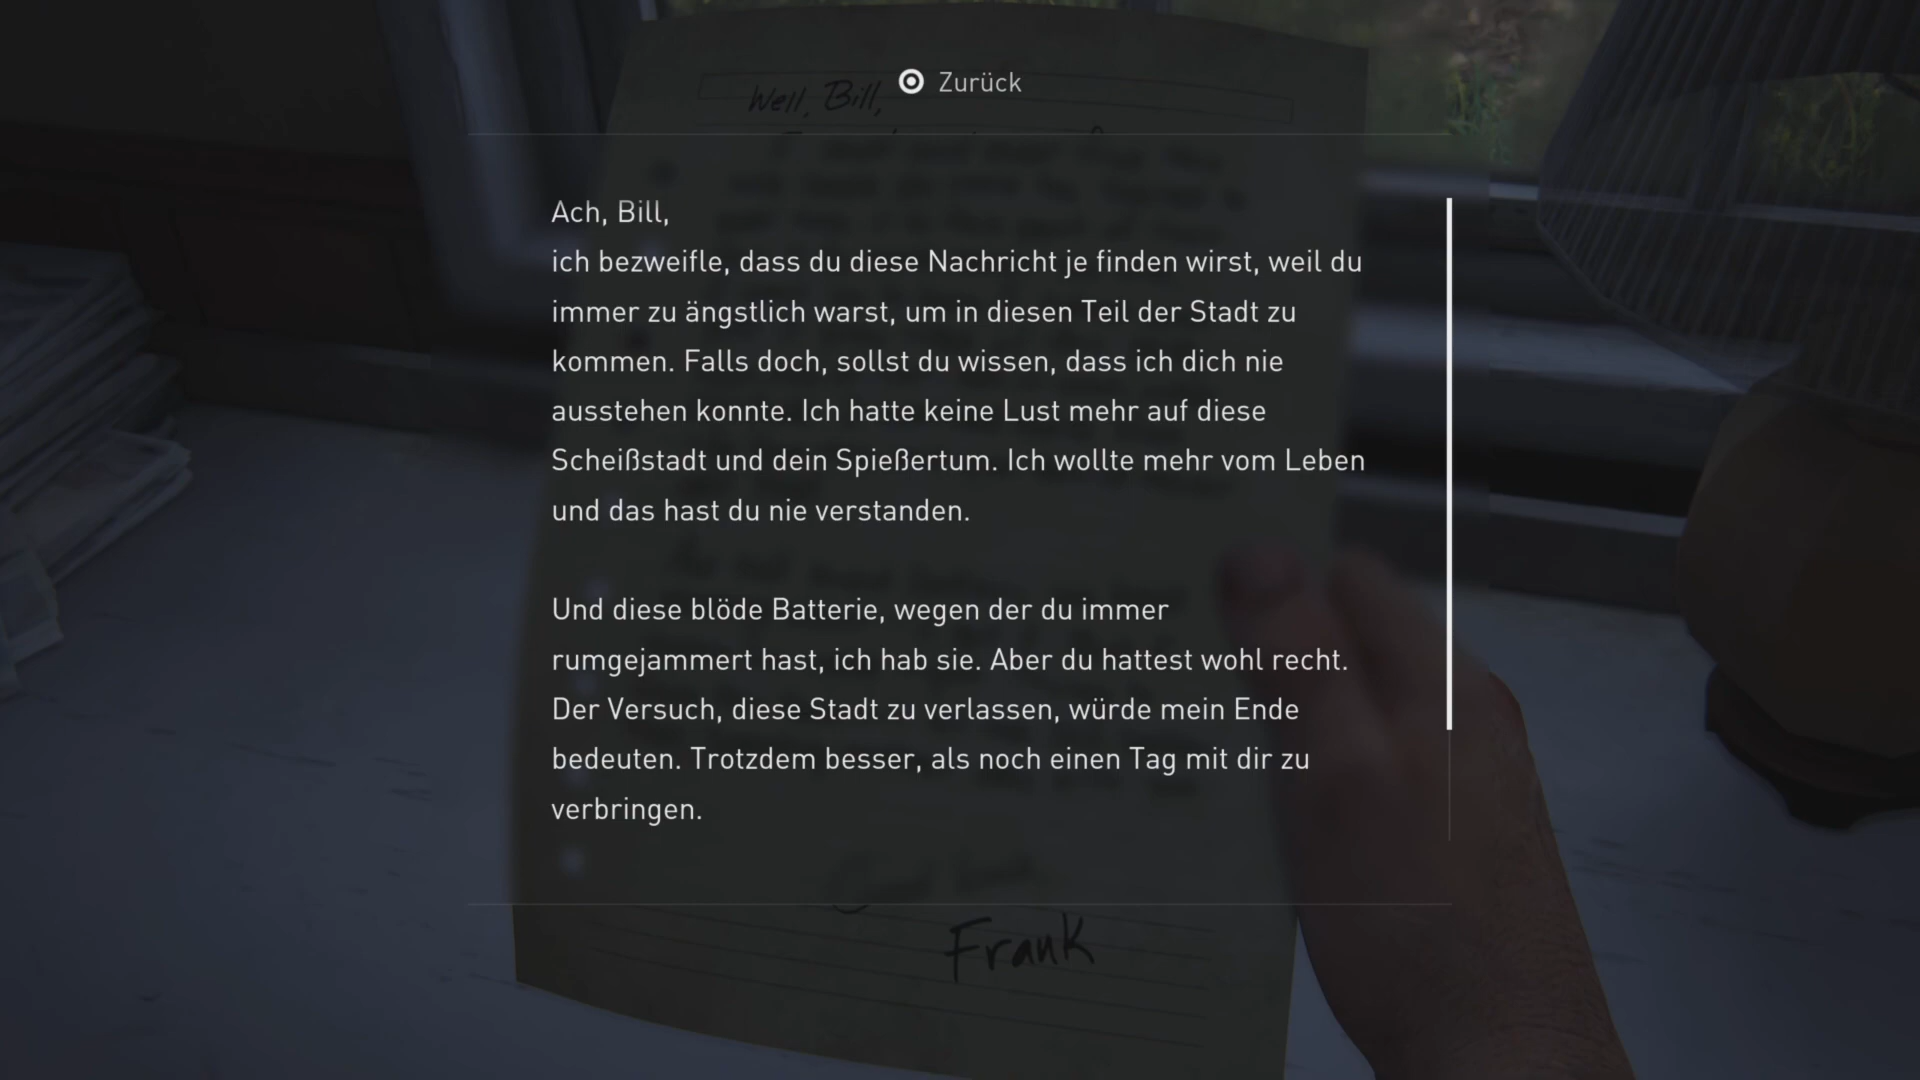 Well, Bill,
Zurück
Ach, Bill,
ich bezweifle, dass du diese Nachricht je finden wirst, weil du
immer zu ängstlich warst, um in diesen Teil der Stadt zu
kommen. Falls doch, sollst du wissen, dass ich dich nie
ausstehen konnte. Ich hatte keine Lust mehr auf diese
Scheißstadt und dein Spießertum. Ich wollte mehr vom Leben
und das hast du nie verstanden.
Und diese blöde Batterie, wegen der du immer
rumgejammert hast, ich hab sie. Aber du hattest wohl recht.
Der Versuch, diese Stadt zu verlassen, würde mein Ende
bedeuten. Trotzdem besser, als noch einen Tag mit dir zu
verbringen.
Frank